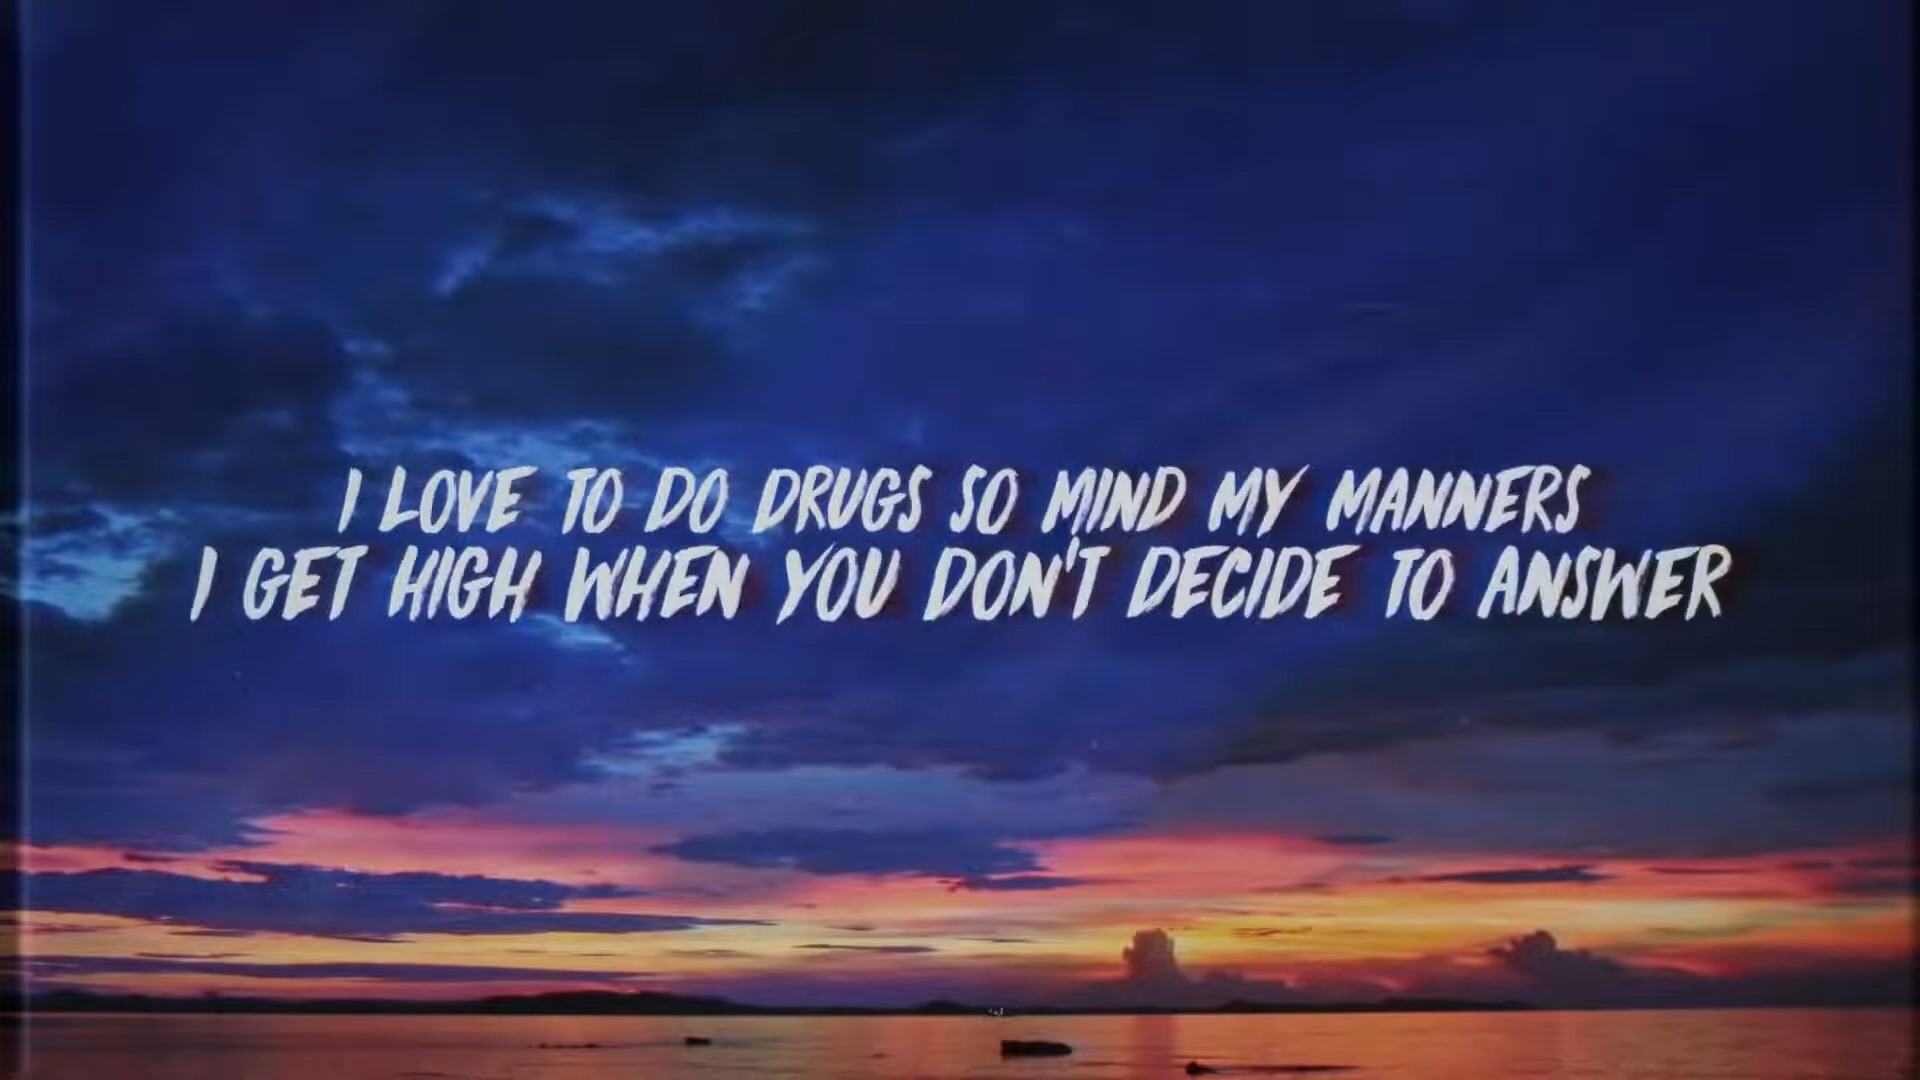 I LOVE TO DO DRUGS SO MIND MY MANNERS
I GET HIGH WHEN YOU DON'T DECIDE TO ANSWER